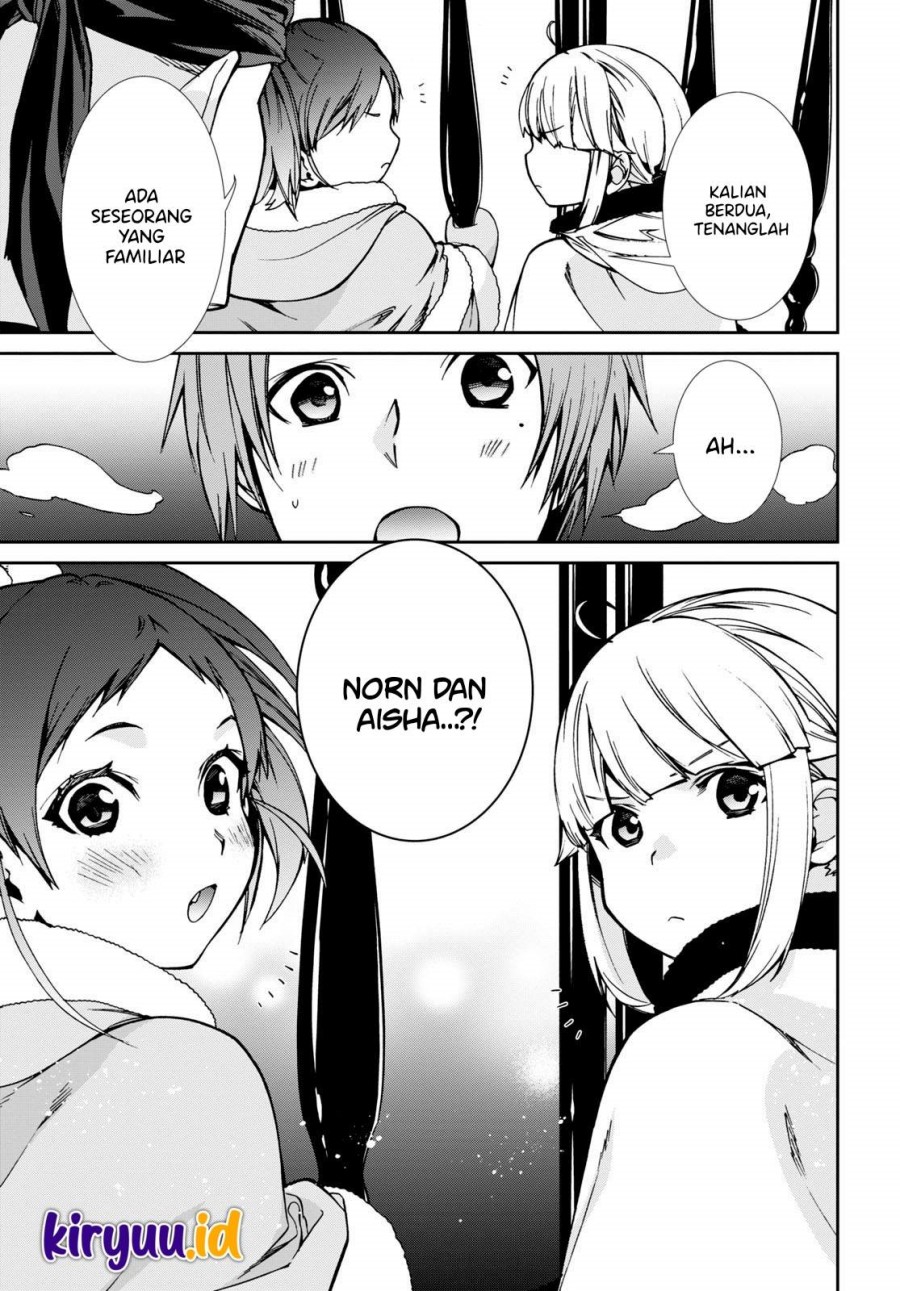 KALIAN
BERDUA,
TENANGLAH
ADA
SESEORANG
YANG
FAMILIAR
AH...
NORN DAN
AISHA...?!
kiryuu.id